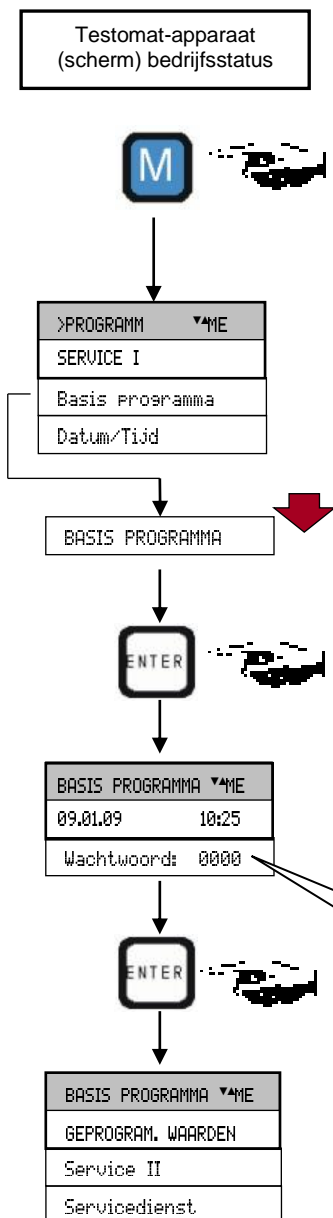 Testomat-apparaat
(scherm) bedrijfsstatus
M
>PROGRAMM ▼▲ME
SERVICE I
Basis programma
Datum/Tijd
BASIS PROGRAMMA
ENTER
BASIS PROGRAMMA ▼▲ME
09.01.09 10:25
Wachtwoord: 0000
ENTER
BASIS PROGRAMMA ▼▲ME
GEPROGRAM. WAARDEN
Service II
Servicedienst